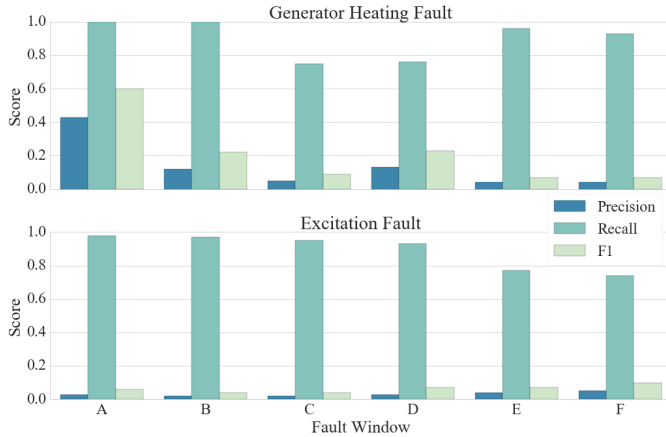 Generator Heating Fault
1.0
0.8
0.6
0.4
0.2
0.0
Score
Precision
Recall
F1
Excitation Fault
1.0
0.8
0.6
0.4
0.2
0.0
Score
A B C D E F
Fault Window